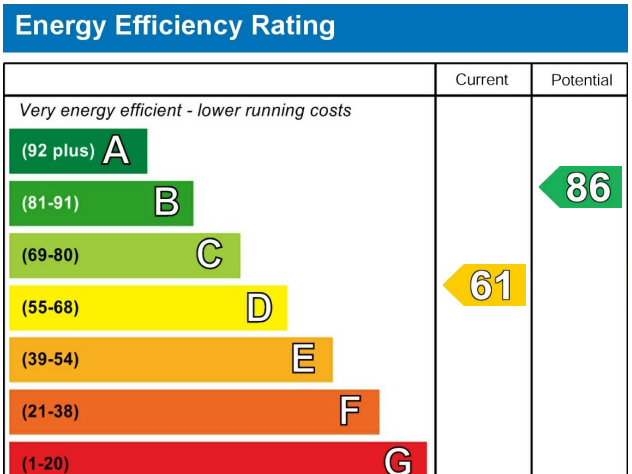 Energy Efficiency Rating
Current Potential
Very energy efficient - lower running costs
(92 plus) A
(81-91) B
86
(69-80) C
61
(55-68) D
(39-54) E
(21-38) F
(1-20) G